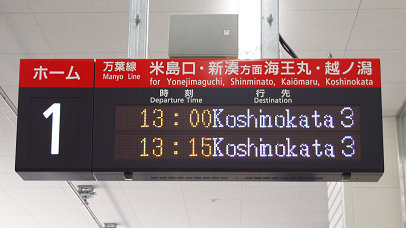 ホーム
1
万葉線
Manyo Line
米島口・新湊方面海王丸・越ノ潟
for Yonejimaguchi, Shinminato, Kaiōmaru, Koshinokata
時刻 行先
Departure Time Destination
13：00 Koshinokata 3
13：15 Koshinokata 3